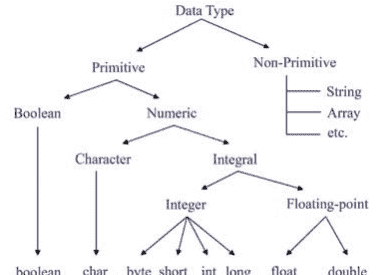 Data Type
Primitive
Non-Primitive
String
Boolean
Numeric
Array
etc.
Character
Integral
Integer
Floating-point
boolean char byte short int long float double